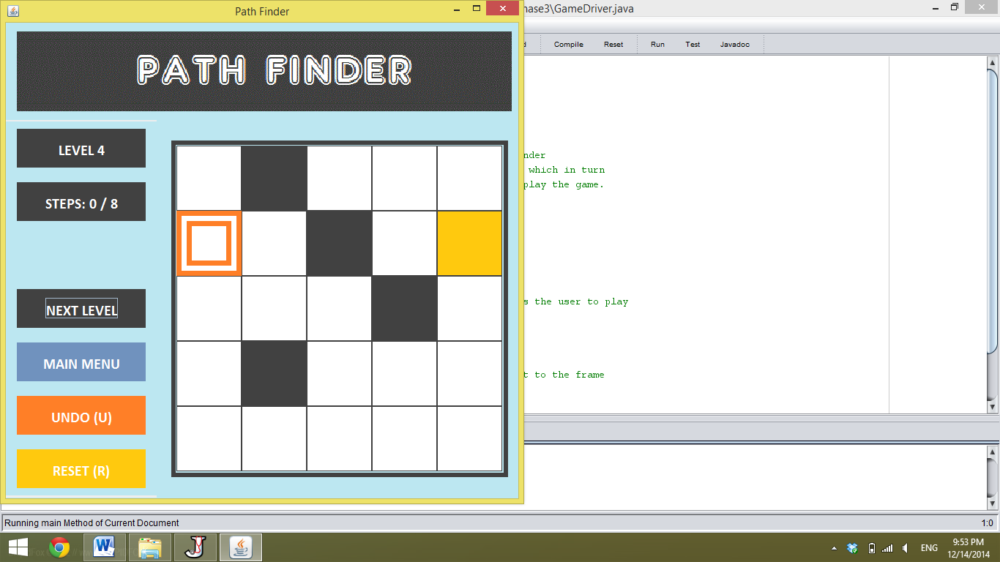 Path Finder
hase3\GameDriver.java
Compile Reset Run Test Javadoc
PATH FINDER
LEVEL 4
STEPS: 0 / 8
NEXT LEVEL
MAIN MENU
UNDO (U)
RESET (R)
nder
which in turn
play the game.
s the user to play
t to the frame
Running main Method of Current Document
1:0
ENG
9:53 PM
12/14/2014